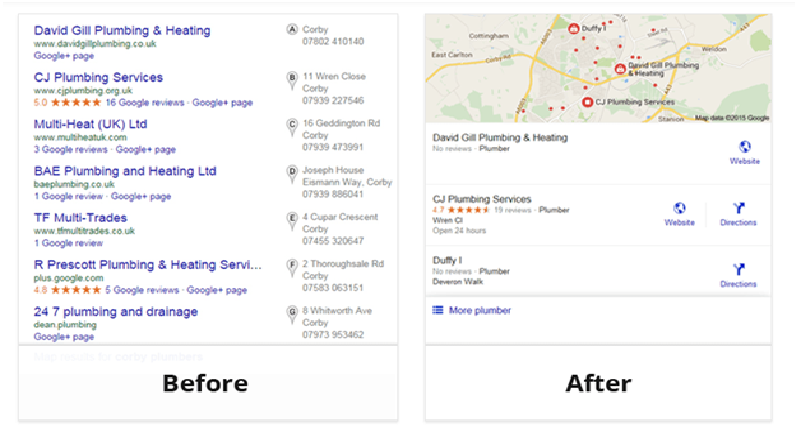 David Gill Plumbing & Heating
www.davidgillplumbing.co.uk
Google+ page
A Corby
07802 410140
CJ Plumbing Services
www.cjplumbing.org.uk
5.0 ★★★★★ 16 Google reviews · Google+ page
B 11 Wren Close
Corby
07939 227546
Multi-Heat (UK) Ltd
www.multiheatuk.com
3 Google reviews · Google+ page
C 16 Geddington Rd
Corby
07939 473991
BAE Plumbing and Heating Ltd
baeplumbing.co.uk
1 Google review · Google+ page
D Joseph House
Eismann Way, Corby
07939 886041
TF Multi-Trades
www.tfmultitrades.co.uk
1 Google review
E 4 Cupar Crescent
Corby
07455 320647
R Prescott Plumbing & Heating Servi...
plus.google.com
4.8 ★★★★★ 5 Google reviews · Google+ page
F 2 Thoroughsale Rd
Corby
07583 063151
24 7 plumbing and drainage
dean.plumbing
Google+ page
G 8 Whitworth Ave
Corby
07973 953462
Map results for corby plumbers
Before
Cottingham
Duffy I
East Carlton
Weldon
David Gill Plumbing
& Heating
CJ Plumbing Services
Stanion
Map data ©2015 Google
David Gill Plumbing & Heating
No reviews · Plumber
Website
CJ Plumbing Services
4.7 ★★★★★ 19 reviews · Plumber
Wren Cl
Open 24 hours
Website
Directions
Duffy I
No reviews · Plumber
Deveron Walk
Directions
More plumber
After